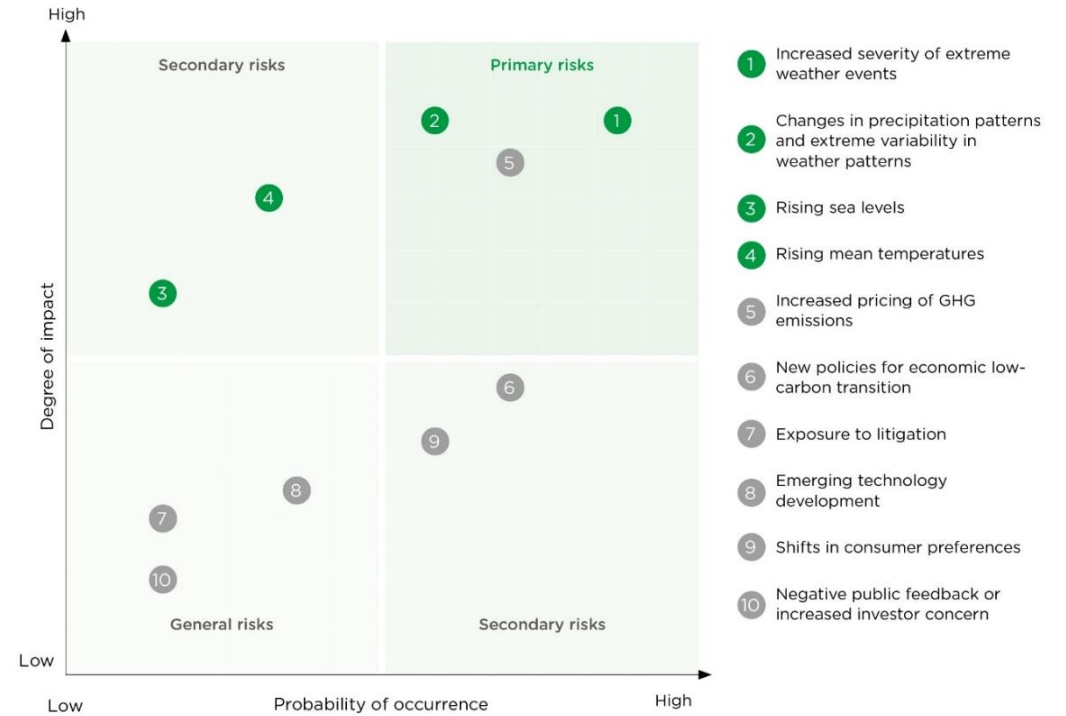 High
Secondary risks
Primary risks
2
1
5
4
3
6
9
8
7
10
General risks
Secondary risks
Degree of impact
Low
Low
Probability of occurrence
High
1
Increased severity of extreme
weather events
2
Changes in precipitation patterns
and extreme variability in
weather patterns
3
Rising sea levels
4
Rising mean temperatures
5
Increased pricing of GHG
emissions
6
New policies for economic low-
carbon transition
7
Exposure to litigation
8
Emerging technology
development
9
Shifts in consumer preferences
10
Negative public feedback or
increased investor concern